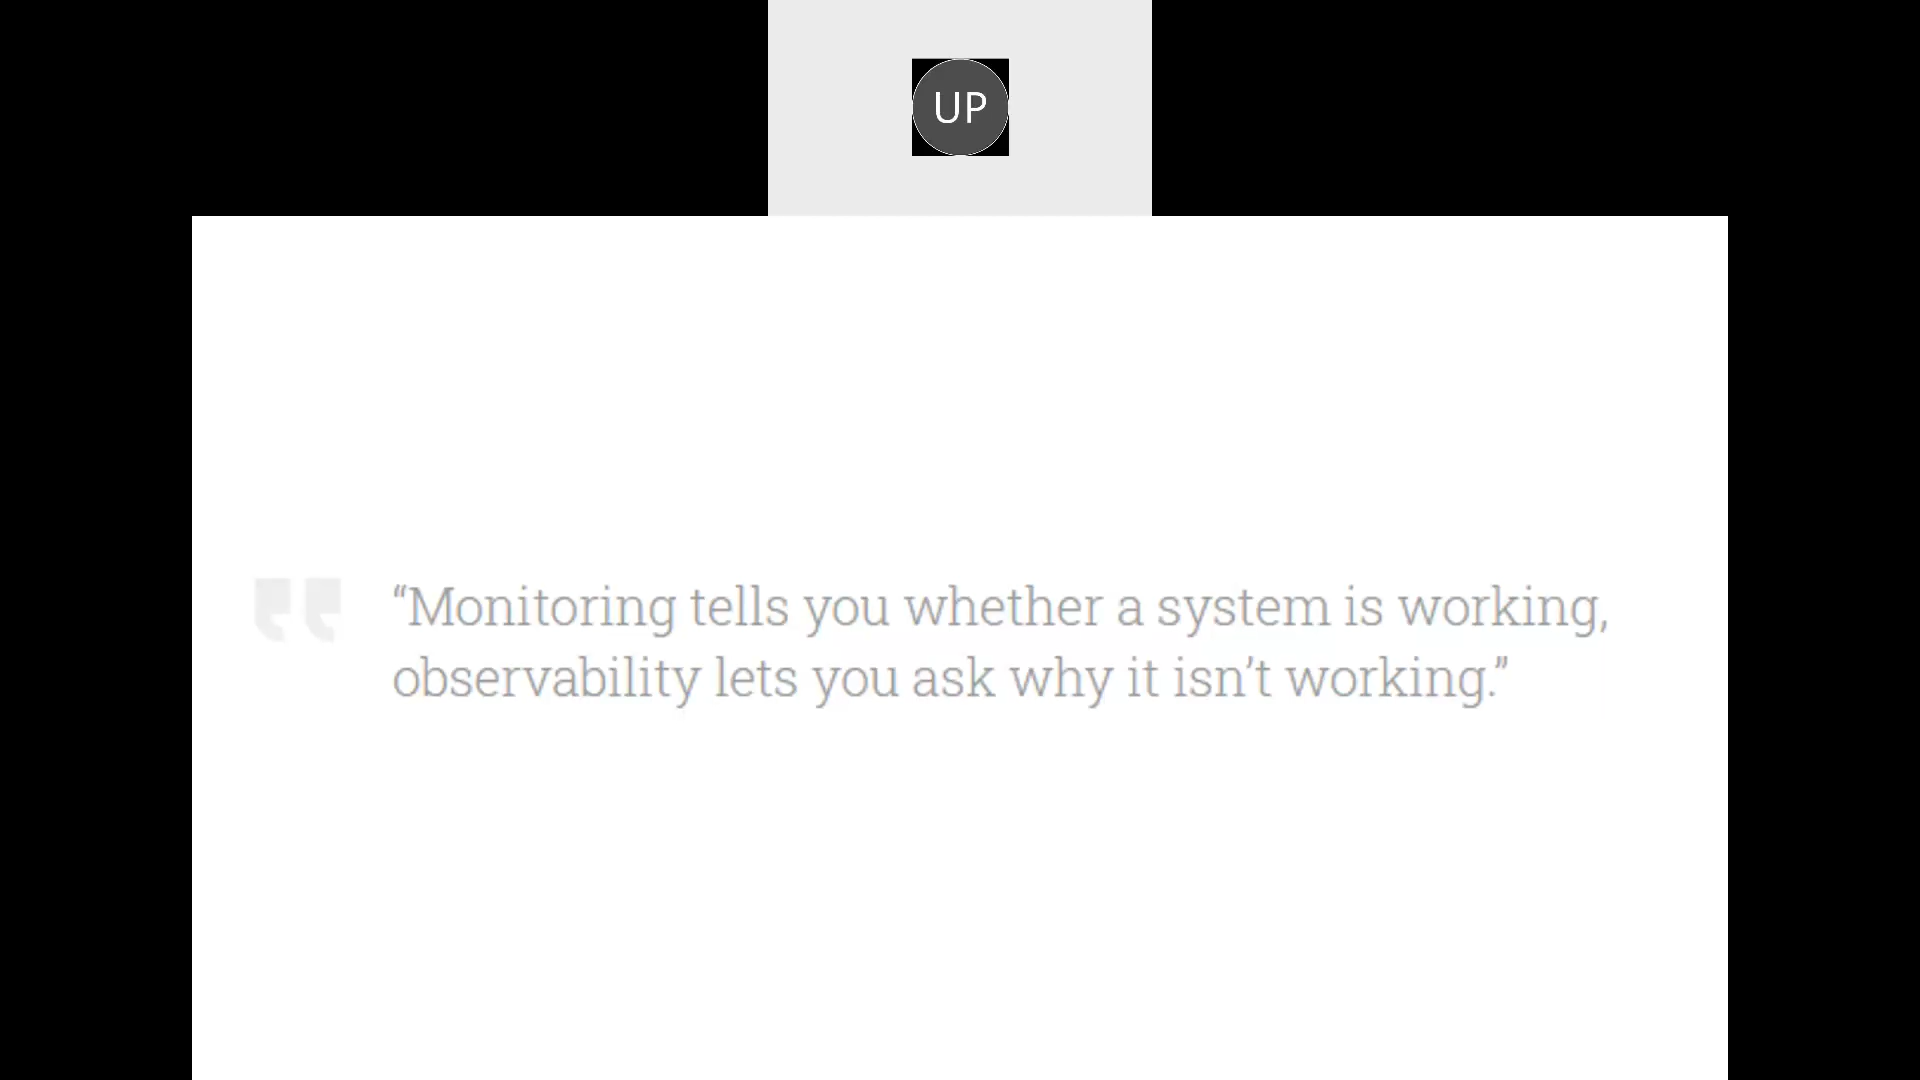 UP
“Monitoring tells you whether a system is working,
observability lets you ask why it isn’t working.”